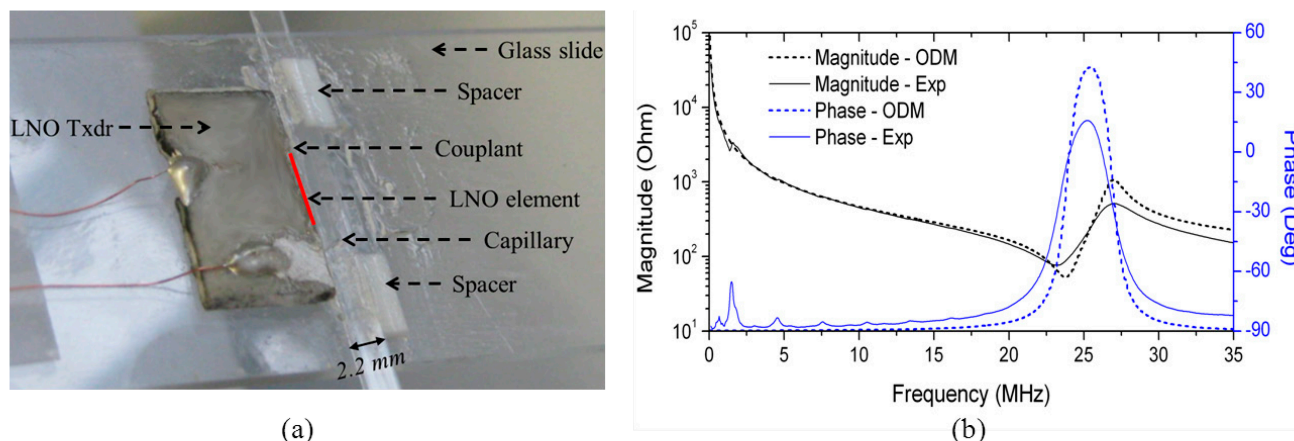 Glass slide
Spacer
LNO Txdr
Couplant
LNO element
Capillary
Spacer
2.2 mm
(a)
Magnitude - ODM
Magnitude - Exp
Phase - ODM
Phase - Exp
10⁵
10⁴
10³
10²
10¹
Magnitude (Ohm)
60
30
0
-30
-60
-90
Phase (Deg)
0 5 10 15 20 25 30 35
Frequency (MHz)
(b)